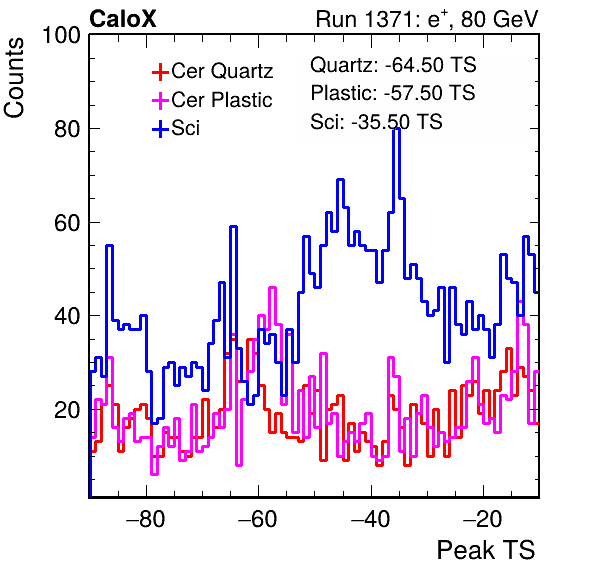 CaloX Run 1371: e+, 80 GeV
Counts
100
80
60
40
20
Cer Quartz
Cer Plastic
Sci
Quartz: -64.50 TS
Plastic: -57.50 TS
Sci: -35.50 TS
−80 −60 −40 −20
Peak TS